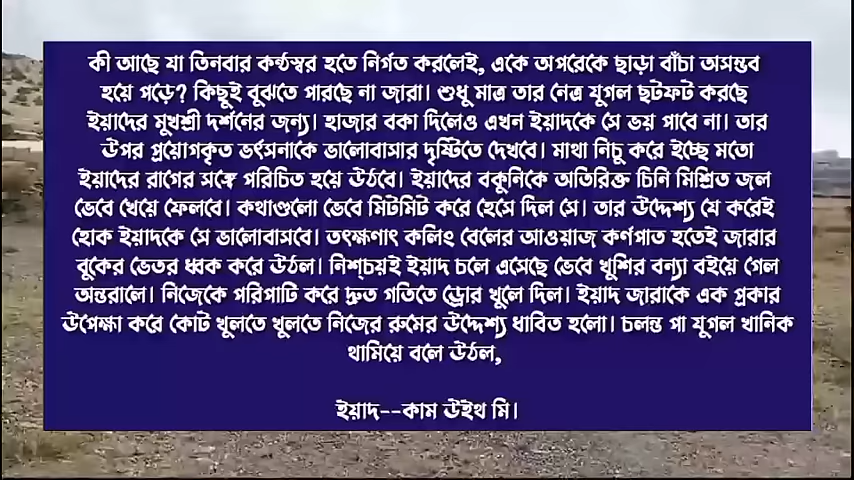 কী আছে যা তিনবার কন্ঠস্বর হতে নির্গত করলেই, একে অপরেকে ছাড়া বাঁচা অসম্ভব
হয়ে পড়ে? কিছুই বুঝতে পারছে না জারা। শুধু মাত্র তার নেত্র যুগল ছটফট করছে
ইয়াদের মুখশ্রী দর্শনের জন্য। হাজার বকা দিলেও এখন ইয়াদকে সে ভয় পাবে না। তার
উপর প্রয়োগকৃত ভর্ৎসনাকে ভালোবাসার দৃষ্টিতে দেখবে। মাথা নিচু করে ইচ্ছে মতো
ইয়াদের রাগের সঙ্গে পরিচিত হয়ে উঠবে। ইয়াদের বকুনিকে অতিরিক্ত চিনি মিশ্রিত জল
ভেবে খেয়ে ফেলবে। কথাগুলো ভেবে মিটমিট করে হেসে দিল সে। তার উদ্দেশ্য যে করেই
হোক ইয়াদকে সে ভালোবাসবে। তৎক্ষণাৎ কলিং বেলের আওয়াজ কর্ণপাত হতেই জারার
বুকের ভেতর ধ্বক করে উঠল। নিশ্চয়ই ইয়াদ চলে এসেছে ভেবে খুশির বন্যা বইয়ে গেল
অন্তরালে। নিজেকে পরিপাটি করে দ্রুত গতিতে ড্রোর খুলে দিল। ইয়াদ জারাকে এক প্রকার
উপেক্ষা করে কোট খুলতে খুলতে নিজের রুমের উদ্দেশ্য ধাবিত হলো। চলন্ত পা যুগল খানিক
থামিয়ে বলে উঠল,
ইয়াদ--কাম উইথ মি।